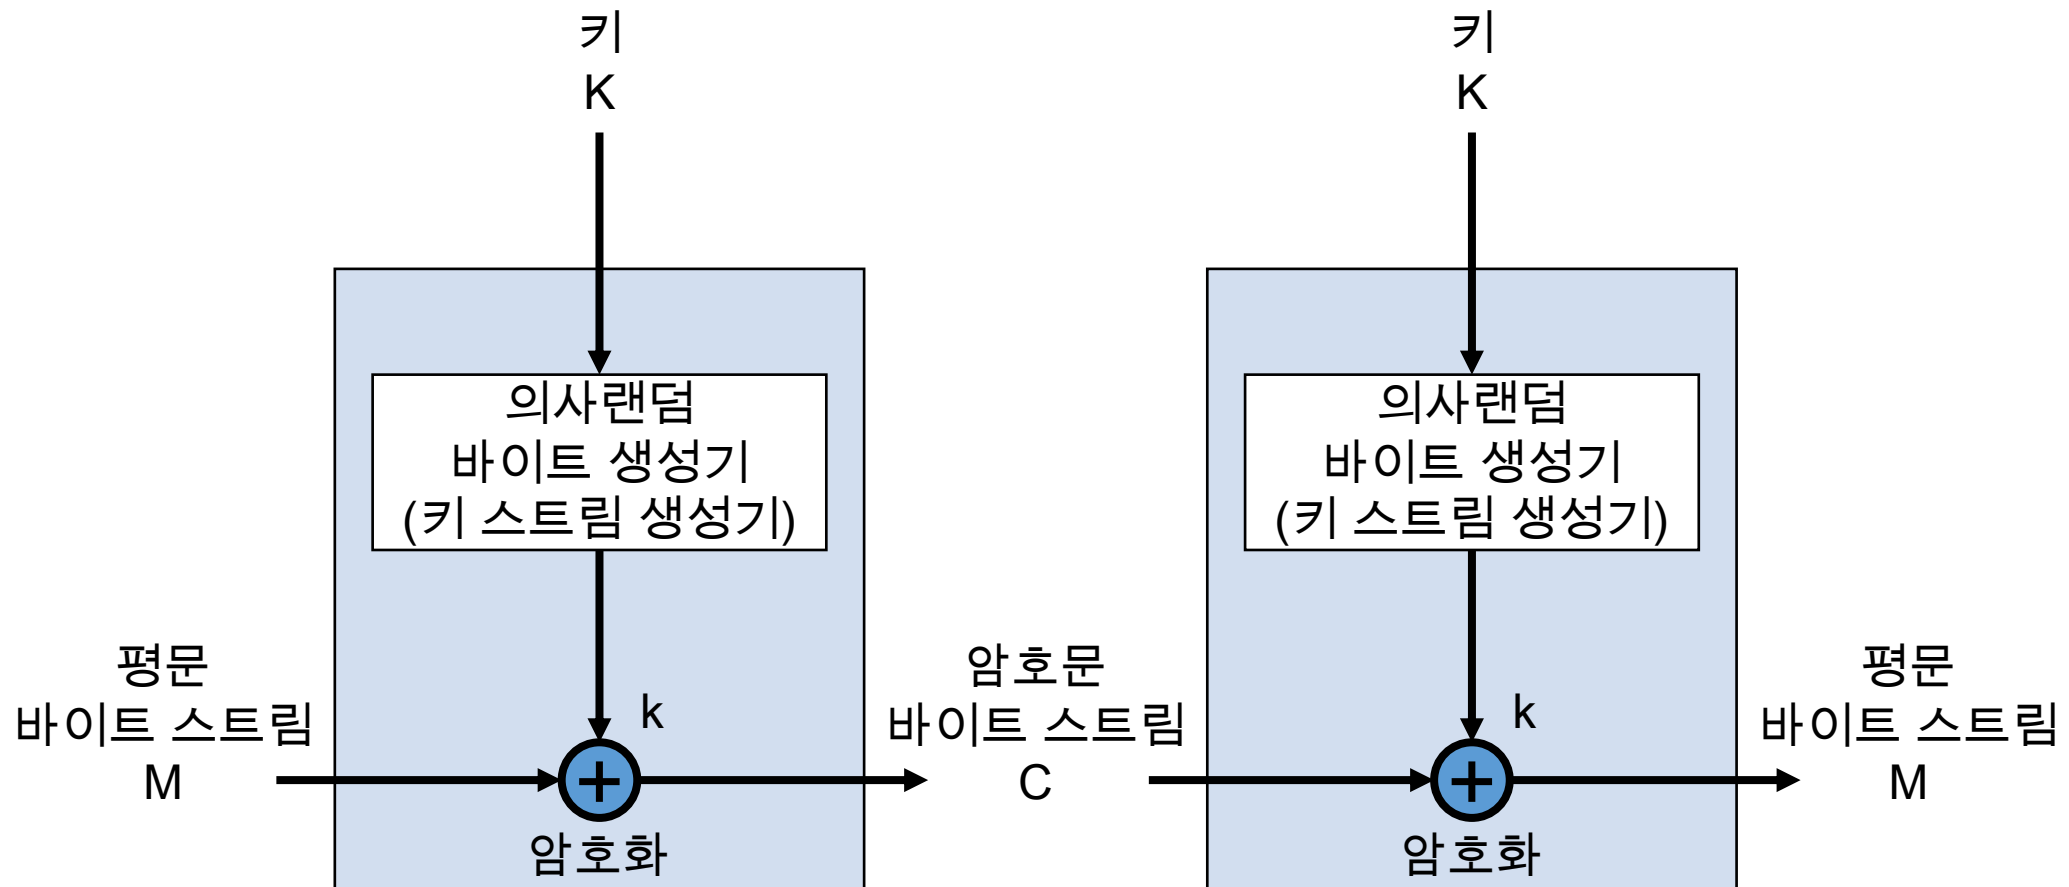 키
K
키
K
의사랜덤
바이트 생성기
(키 스트림 생성기)
의사랜덤
바이트 생성기
(키 스트림 생성기)
평문
바이트 스트림
M
k
+
암호화
암호문
바이트 스트림
C
k
+
암호화
평문
바이트 스트림
M